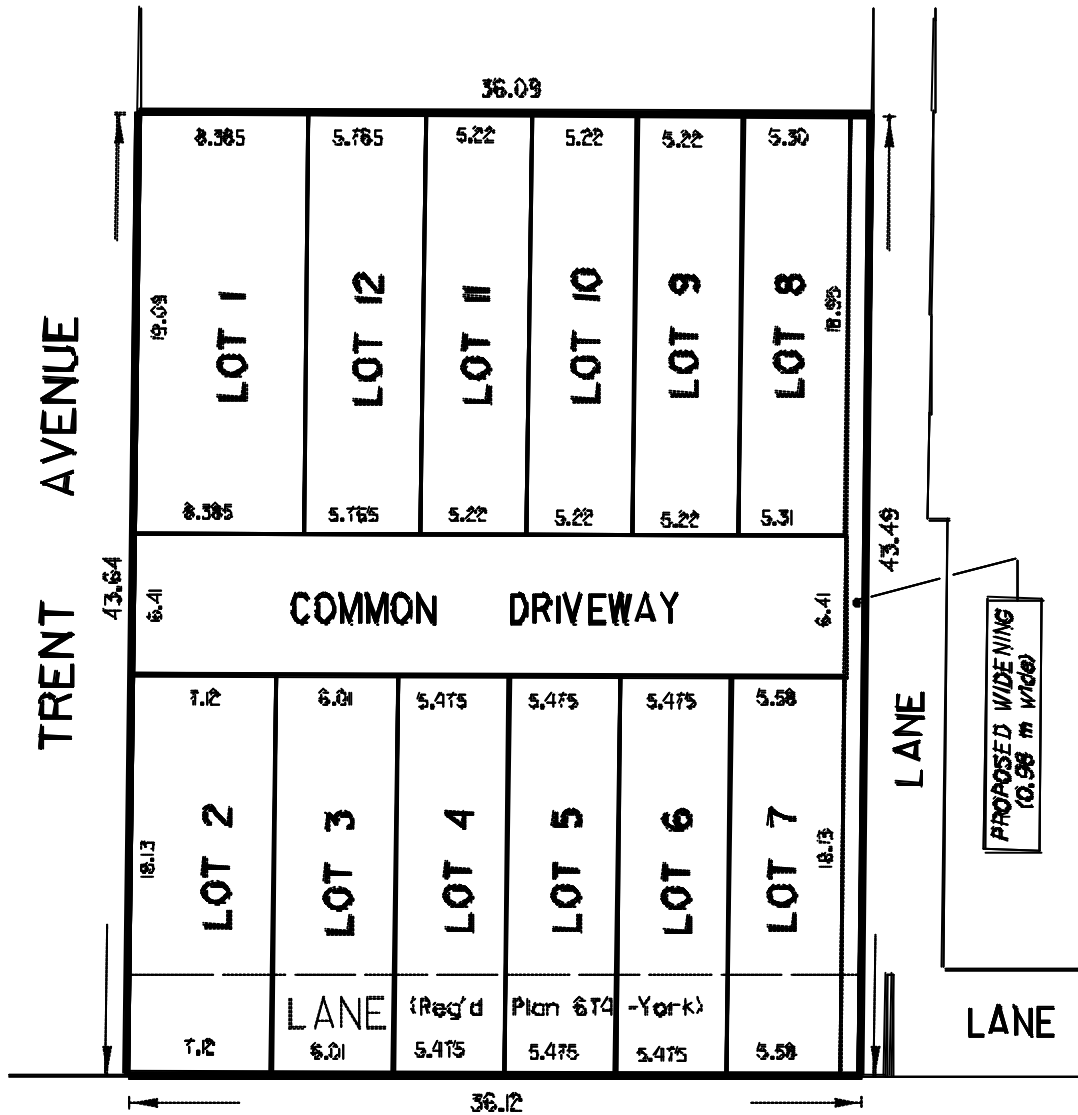 36.09
8.385 5.765 5.22 5.22 5.22 5.30
LOT 1
LOT 12
LOT 11
LOT 10
LOT 9
LOT 8
19.09
18.95
8.385 5.765 5.22 5.22 5.22 5.31
TRENT AVENUE
43.64
43.49
6.41
COMMON DRIVEWAY
6.41
PROPOSED WIDENING
(0.98 m wide)
LANE
7.12 6.01 5.475 5.475 5.475 5.58
LOT 2
LOT 3
LOT 4
LOT 5
LOT 6
LOT 7
18.13
18.13
LANE (Reg'd Plan 674 -York)
7.12 6.01 5.475 5.475 5.475 5.58
LANE
36.12